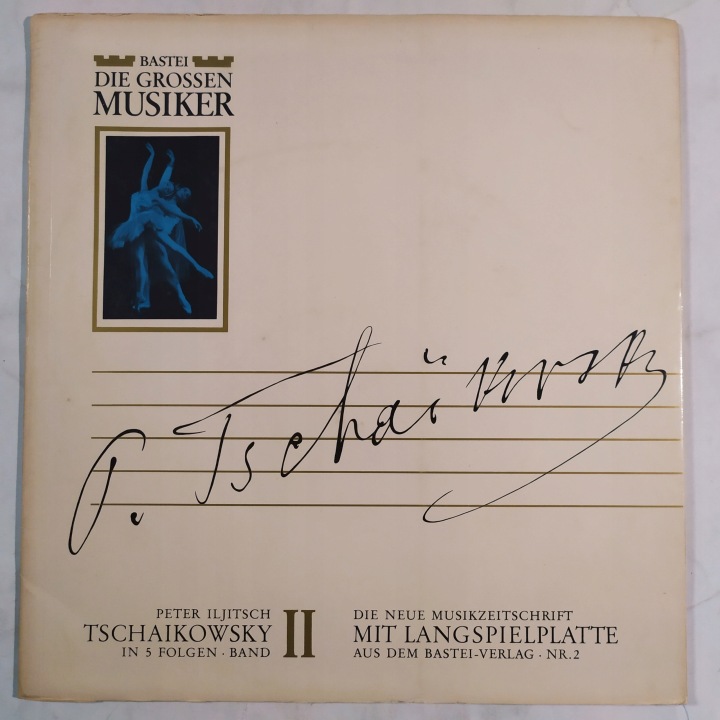 BASTEI
DIE GROSSEN
MUSIKER
P. Tschaïkovsky
PETER ILJITSCH
TSCHAIKOWSKY
IN 5 FOLGEN · BAND
II
DIE NEUE MUSIKZEITSCHRIFT
MIT LANGSPIELPLATTE
AUS DEM BASTEI-VERLAG · NR. 2